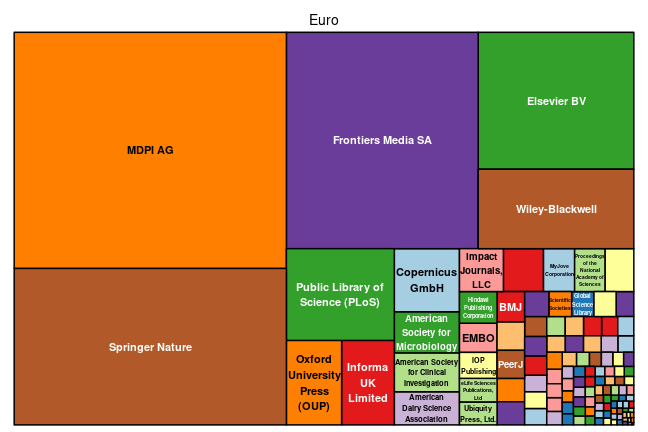 Euro
MDPI AG
Frontiers Media SA
Elsevier BV
Wiley-Blackwell
Springer Nature
Public Library of
Science (PLoS)
Copernicus
GmbH
Impact
Journals,
LLC
MyJove
Corporation
Proceedings
of the
National
Academy of
Sciences
Hindawi
Publishing
Corporation
BMJ
Scientific
Societies
Global
Science
Library
American
Society for
Microbiology
EMBO
Oxford
University
Press
(OUP)
Informa
UK
Limited
American Society
for Clinical
Investigation
IOP
Publishing
PeerJ
eLife Sciences
Publications,
Ltd
American
Dairy Science
Association
Ubiquity
Press, Ltd.